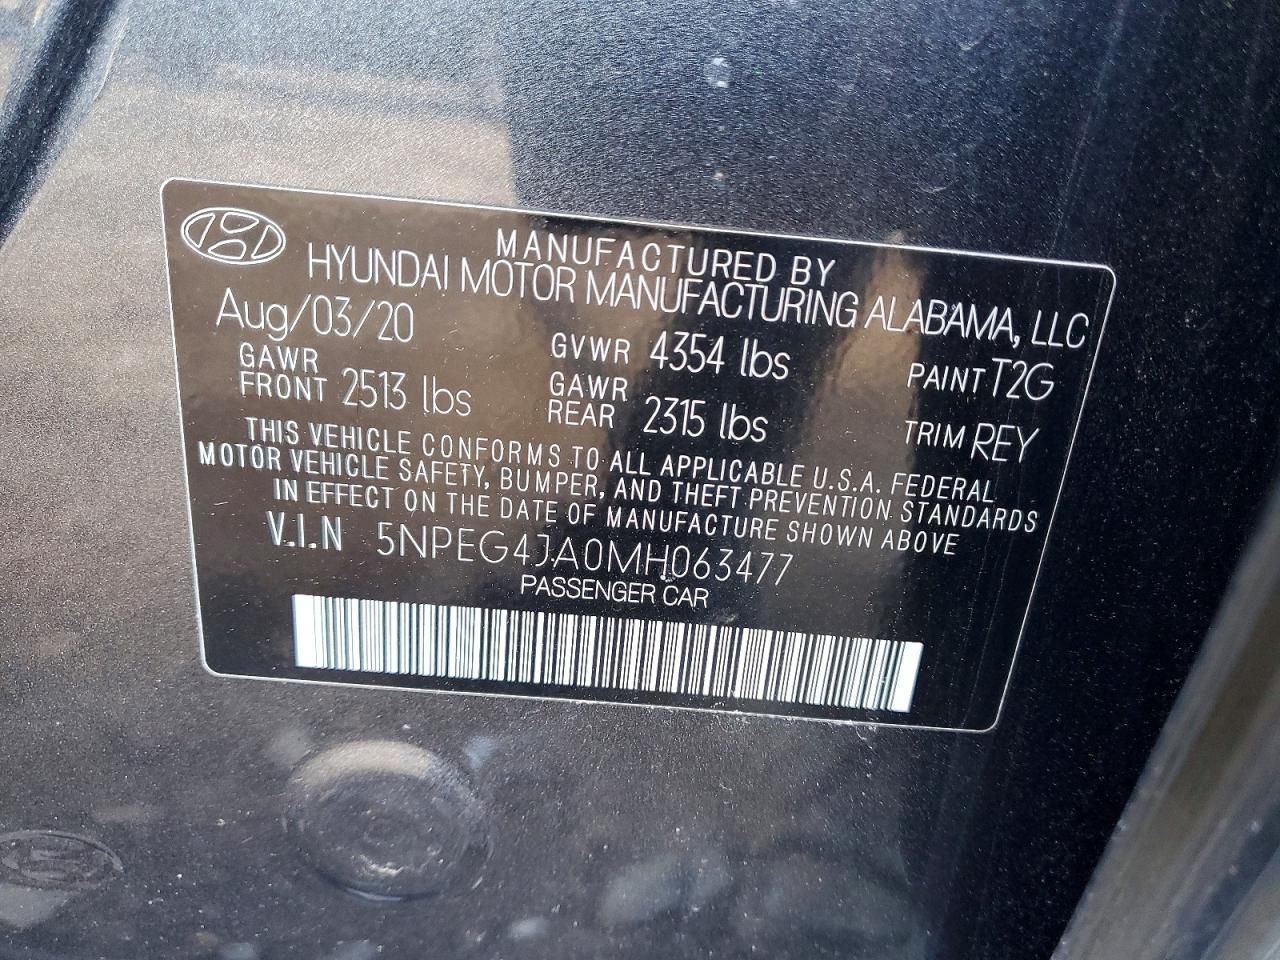 MANUFACTURED BY
HYUNDAI MOTOR MANUFACTURING ALABAMA, LLC
Aug/03/20
GAWR FRONT 2513 lbs
GVWR 4354 lbs
GAWR REAR 2315 lbs
PAINT T2G
TRIM REY
THIS VEHICLE CONFORMS TO ALL APPLICABLE U.S.A. FEDERAL
MOTOR VEHICLE SAFETY, BUMPER, AND THEFT PREVENTION STANDARDS
IN EFFECT ON THE DATE OF MANUFACTURE SHOWN ABOVE
V.I.N 5NPEG4JA0MH063477
PASSENGER CAR